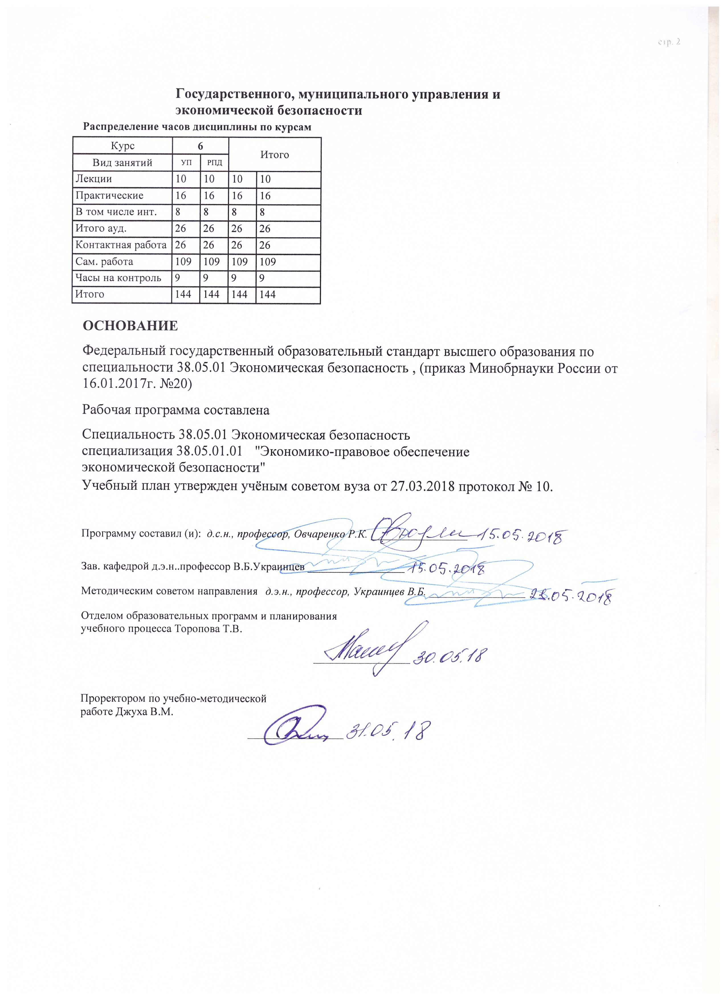 стр. 2
Государственного, муниципального управления и
экономической безопасности
Распределение часов дисциплины по курсам
Курс 6 Итого
Вид занятий УП РПД
Лекции 10 10 10 10
Практические 16 16 16 16
В том числе инт. 8 8 8 8
Итого ауд. 26 26 26 26
Контактная работа 26 26 26 26
Сам. работа 109 109 109 109
Часы на контроль 9 9 9 9
Итого 144 144 144 144
ОСНОВАНИЕ
Федеральный государственный образовательный стандарт высшего образования по
специальности 38.05.01 Экономическая безопасность , (приказ Минобрнауки России от
16.01.2017г. №20)
Рабочая программа составлена
Специальность 38.05.01 Экономическая безопасность
специализация 38.05.01.01 "Экономико-правовое обеспечение
экономической безопасности"
Учебный план утвержден учёным советом вуза от 27.03.2018 протокол № 10.
Программу составил (и): д.с.н., профессор, Овчаренко Р.К. 15.05.2018
Зав. кафедрой д.э.н..профессор В.Б.Украинцев 15.05.2018
Методическим советом направления д.э.н., профессор, Украинцев В.Б. .05.2018
Отделом образовательных программ и планирования
учебного процесса Торопова Т.В.
30.05.18
Проректором по учебно-методической
работе Джуха В.М.
31.05.18